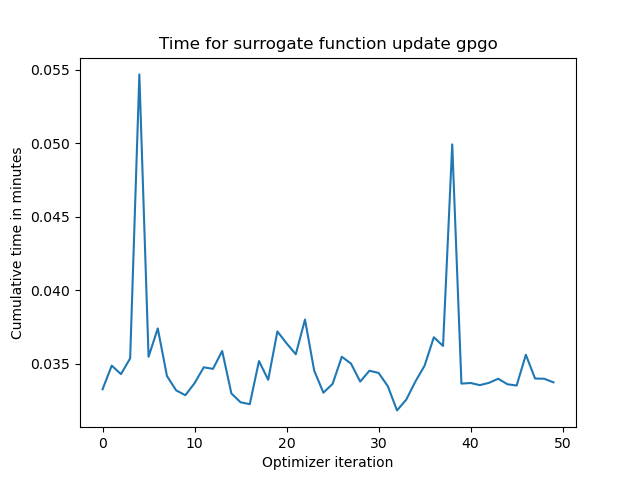 Time for surrogate function update gpgo
0.055
0.050
0.045
0.040
0.035
Cumulative time in minutes
0 10 20 30 40 50
Optimizer iteration